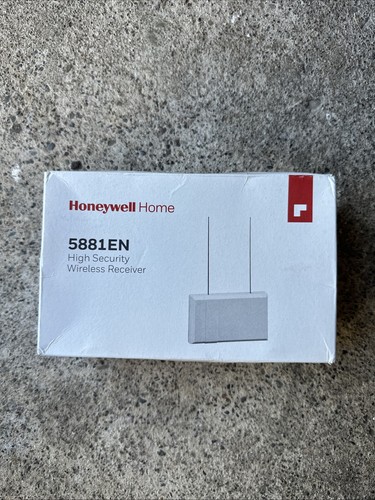 Honeywell Home
5881EN
High Security
Wireless Receiver